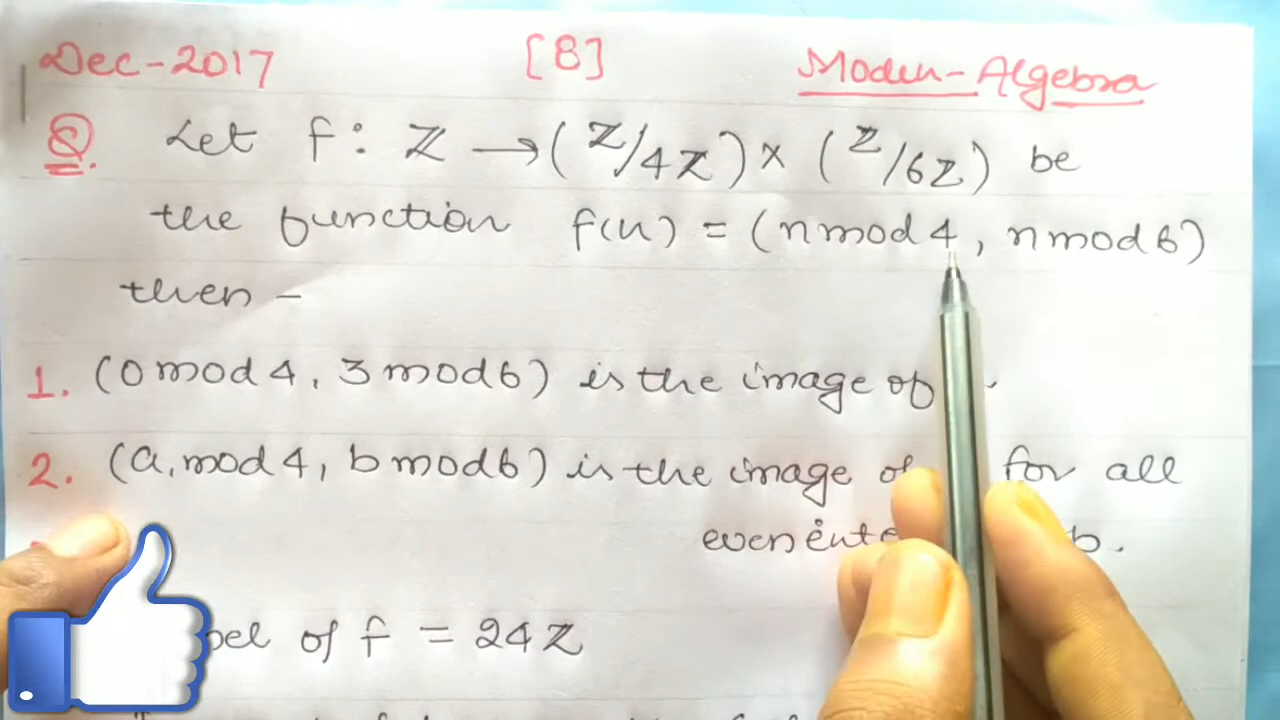 Dec-2017 [8] Modern-Algebra
Q. Let f: Z → (Z/4Z) × (Z/6Z) be
the function f(n) = (n mod 4, n mod 6)
then -
1. (0 mod 4, 3 mod 6) is the image of
2. (a, mod 4, b mod 6) is the image of for all
even b.
of f = 24Z